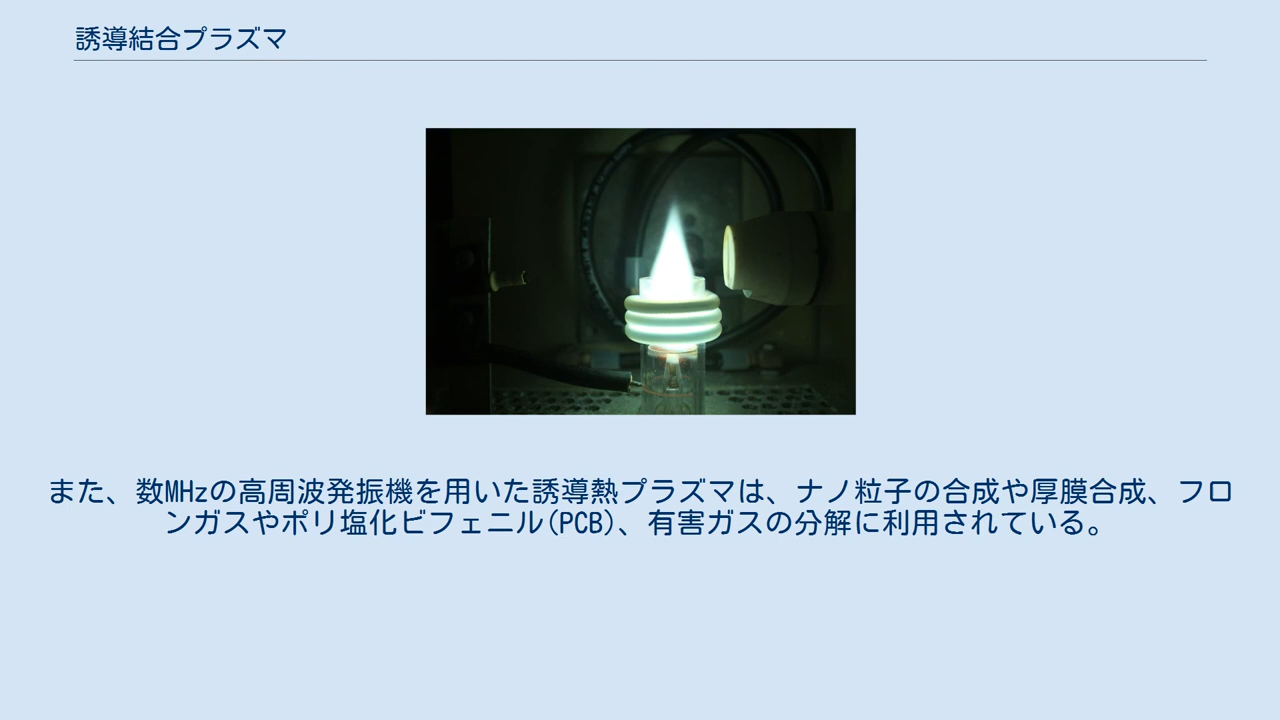 誘導結合プラズマ
また、数MHzの高周波発振機を用いた誘導熱プラズマは、ナノ粒子の合成や厚膜合成、フロ
ンガスやポリ塩化ビフェニル(PCB)、有害ガスの分解に利用されている。